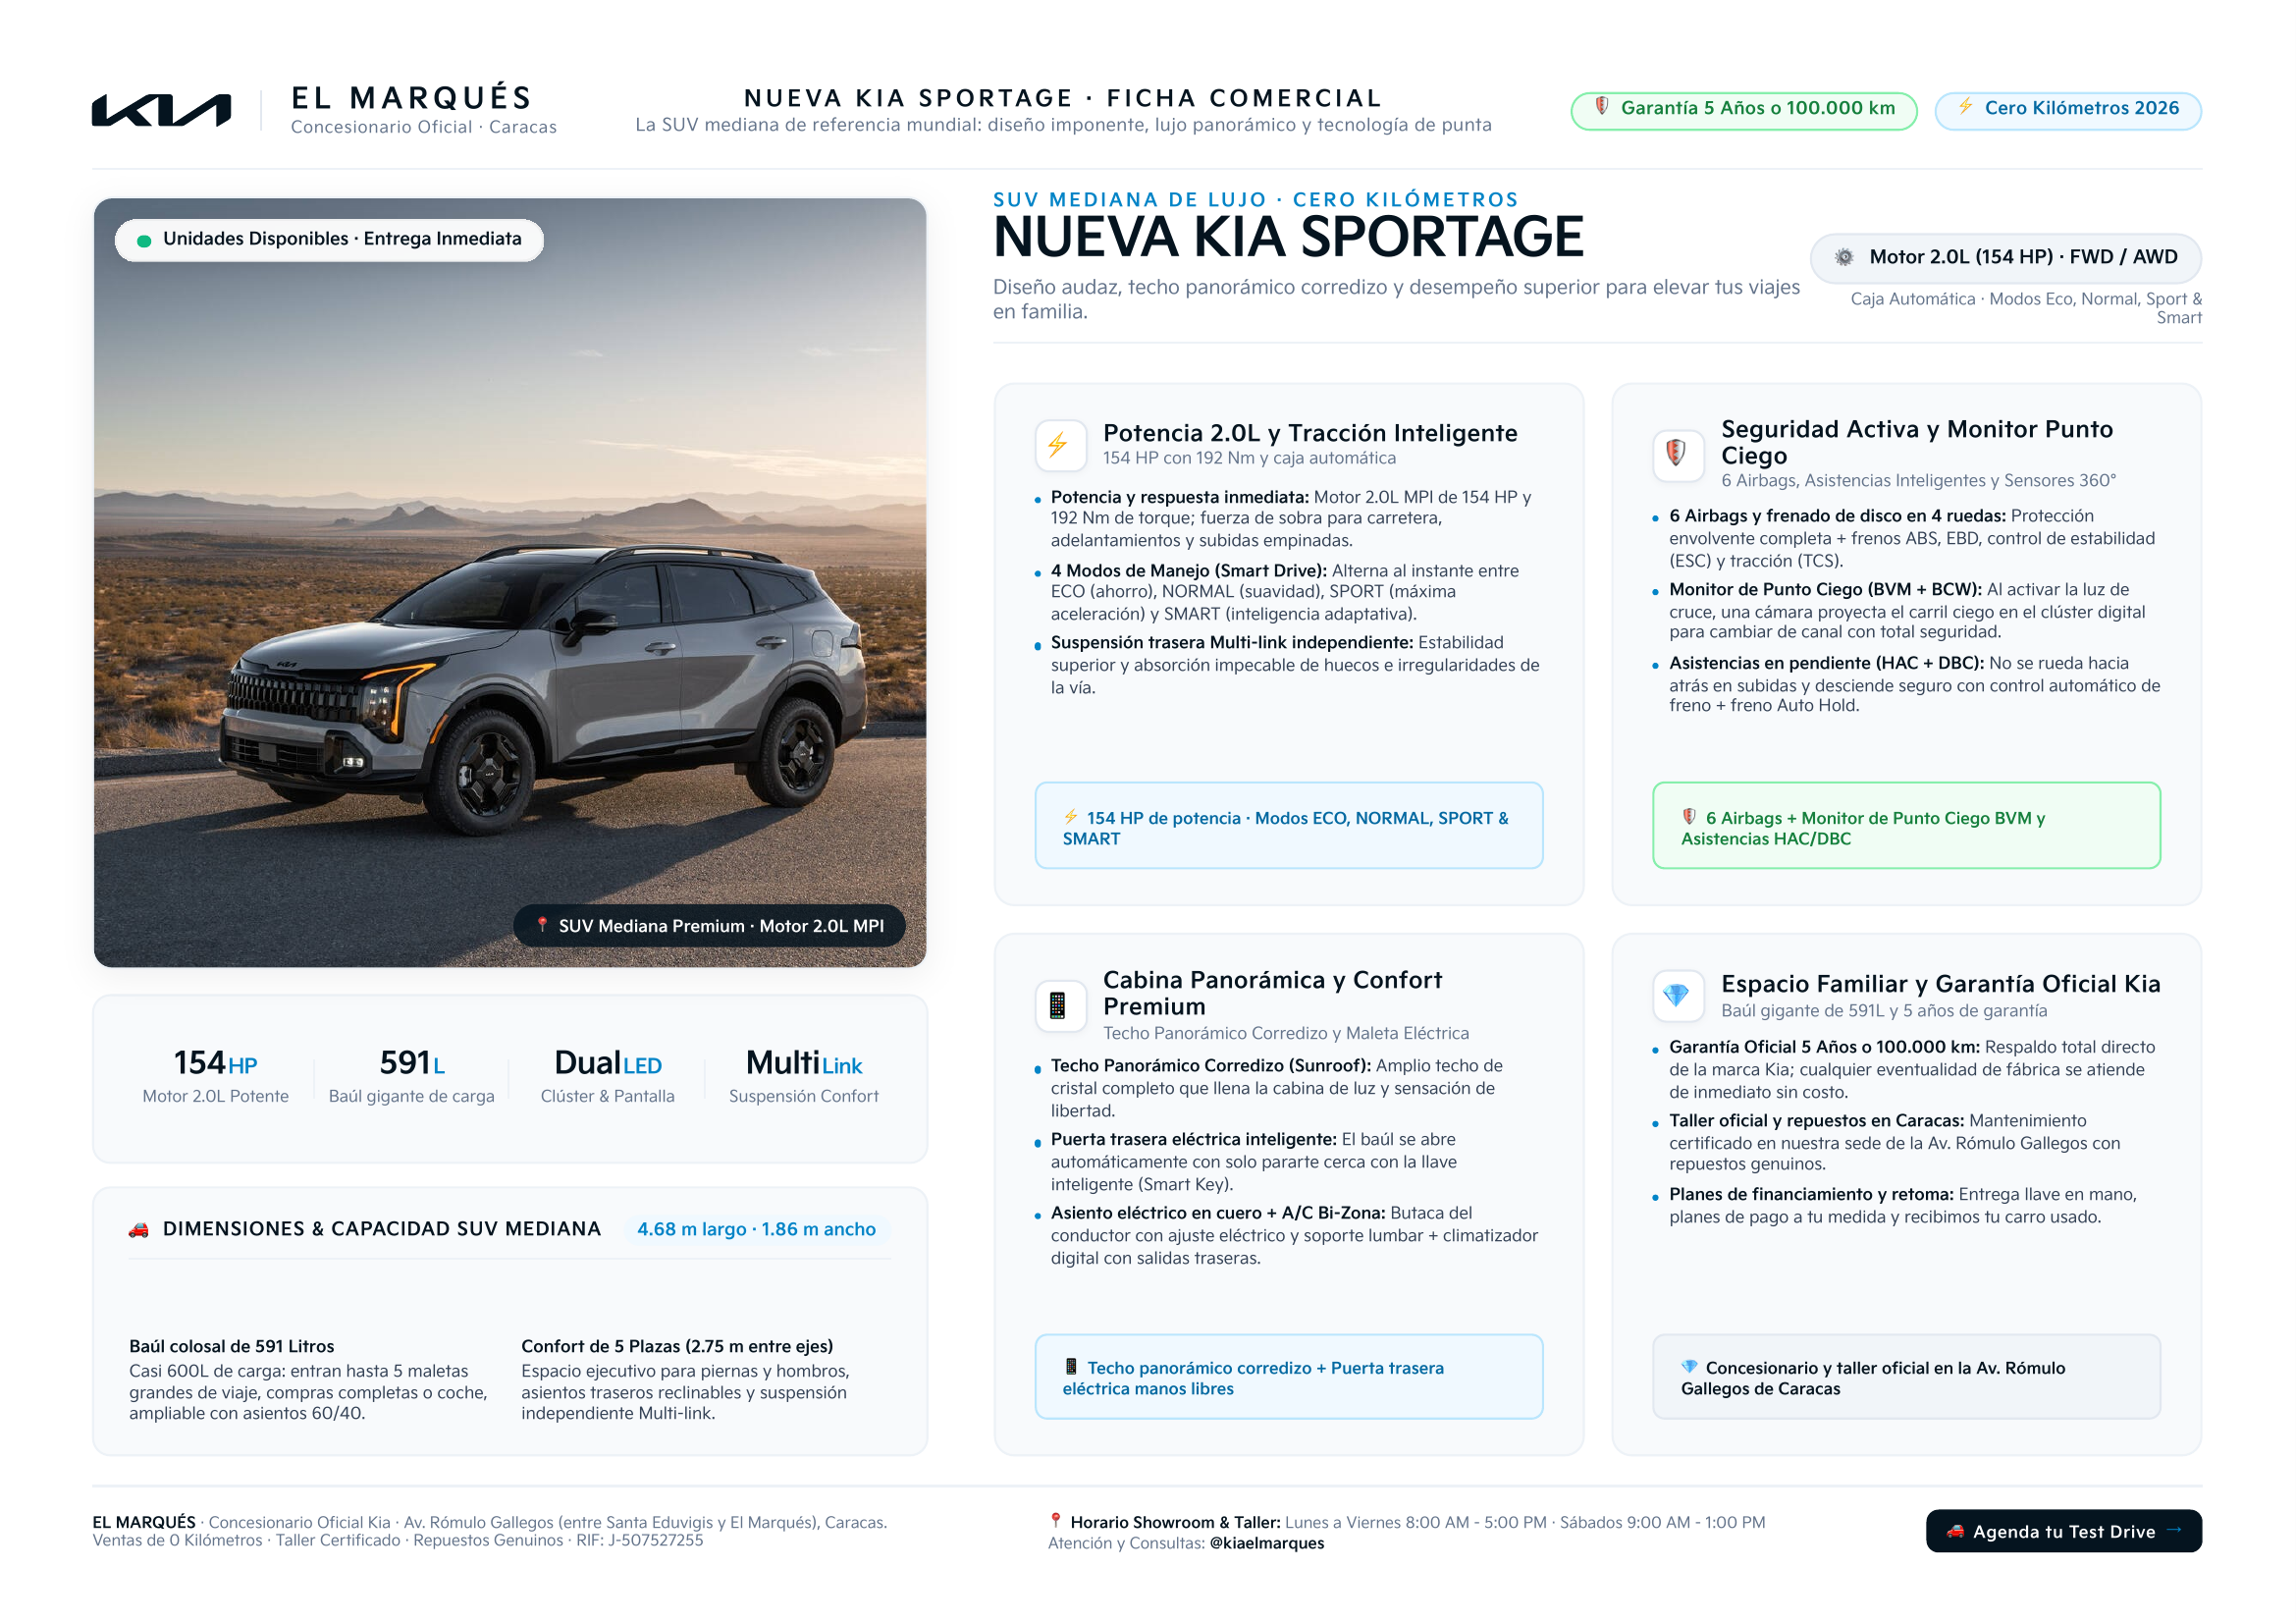 KIA
EL MARQUÉS
Concesionario Oficial · Caracas
NUEVA KIA SPORTAGE · FICHA COMERCIAL
La SUV mediana de referencia mundial: diseño imponente, lujo panorámico y tecnología de punta
Garantía 5 Años o 100.000 km
Cero Kilómetros 2026
Unidades Disponibles · Entrega Inmediata
SUV Mediana Premium · Motor 2.0L MPI
154 HP
Motor 2.0L Potente
591 L
Baúl gigante de carga
Dual LED
Clúster & Pantalla
Multi Link
Suspensión Confort
DIMENSIONES & CAPACIDAD SUV MEDIANA
4.68 m largo · 1.86 m ancho
Baúl colosal de 591 Litros
Casi 600L de carga: entran hasta 5 maletas
grandes de viaje, compras completas o coche,
ampliable con asientos 60/40.
Confort de 5 Plazas (2.75 m entre ejes)
Espacio ejecutivo para piernas y hombros,
asientos traseros reclinables y suspensión
independiente Multi-link.
SUV MEDIANA DE LUJO · CERO KILÓMETROS
NUEVA KIA SPORTAGE
Diseño audaz, techo panorámico corredizo y desempeño superior para elevar tus viajes
en familia.
Motor 2.0L (154 HP) · FWD / AWD
Caja Automática · Modos Eco, Normal, Sport &
Smart
Potencia 2.0L y Tracción Inteligente
154 HP con 192 Nm y caja automática
• Potencia y respuesta inmediata: Motor 2.0L MPI de 154 HP y
192 Nm de torque; fuerza de sobra para carretera,
adelantamientos y subidas empinadas.
• 4 Modos de Manejo (Smart Drive): Alterna al instante entre
ECO (ahorro), NORMAL (suavidad), SPORT (máxima
aceleración) y SMART (inteligencia adaptativa).
• Suspensión trasera Multi-link independiente: Estabilidad
superior y absorción impecable de huecos e irregularidades de
la vía.
154 HP de potencia · Modos ECO, NORMAL, SPORT &
SMART
Seguridad Activa y Monitor Punto
Ciego
6 Airbags, Asistencias Inteligentes y Sensores 360°
• 6 Airbags y frenado de disco en 4 ruedas: Protección
envolvente completa + frenos ABS, EBD, control de estabilidad
(ESC) y tracción (TCS).
• Monitor de Punto Ciego (BVM + BCW): Al activar la luz de
cruce, una cámara proyecta el carril ciego en el clúster digital
para cambiar de canal con total seguridad.
• Asistencias en pendiente (HAC + DBC): No se rueda hacia
atrás en subidas y desciende seguro con control automático de
freno + freno Auto Hold.
6 Airbags + Monitor de Punto Ciego BVM y
Asistencias HAC/DBC
Cabina Panorámica y Confort
Premium
Techo Panorámico Corredizo y Maleta Eléctrica
• Techo Panorámico Corredizo (Sunroof): Amplio techo de
cristal completo que llena la cabina de luz y sensación de
libertad.
• Puerta trasera eléctrica inteligente: El baúl se abre
automáticamente con solo pararte cerca con la llave
inteligente (Smart Key).
• Asiento eléctrico en cuero + A/C Bi-Zona: Butaca del
conductor con ajuste eléctrico y soporte lumbar + climatizador
digital con salidas traseras.
Techo panorámico corredizo + Puerta trasera
eléctrica manos libres
Espacio Familiar y Garantía Oficial Kia
Baúl gigante de 591L y 5 años de garantía
• Garantía Oficial 5 Años o 100.000 km: Respaldo total directo
de la marca Kia; cualquier eventualidad de fábrica se atiende
de inmediato sin costo.
• Taller oficial y repuestos en Caracas: Mantenimiento
certificado en nuestra sede de la Av. Rómulo Gallegos con
repuestos genuinos.
• Planes de financiamiento y retoma: Entrega llave en mano,
planes de pago a tu medida y recibimos tu carro usado.
Concesionario y taller oficial en la Av. Rómulo
Gallegos de Caracas
EL MARQUÉS · Concesionario Oficial Kia · Av. Rómulo Gallegos (entre Santa Eduvigis y El Marqués), Caracas.
Ventas de 0 Kilómetros · Taller Certificado · Repuestos Genuinos · RIF: J-507527255
Horario Showroom & Taller: Lunes a Viernes 8:00 AM - 5:00 PM · Sábados 9:00 AM - 1:00 PM
Atención y Consultas: @kiaelmarques
Agenda tu Test Drive →